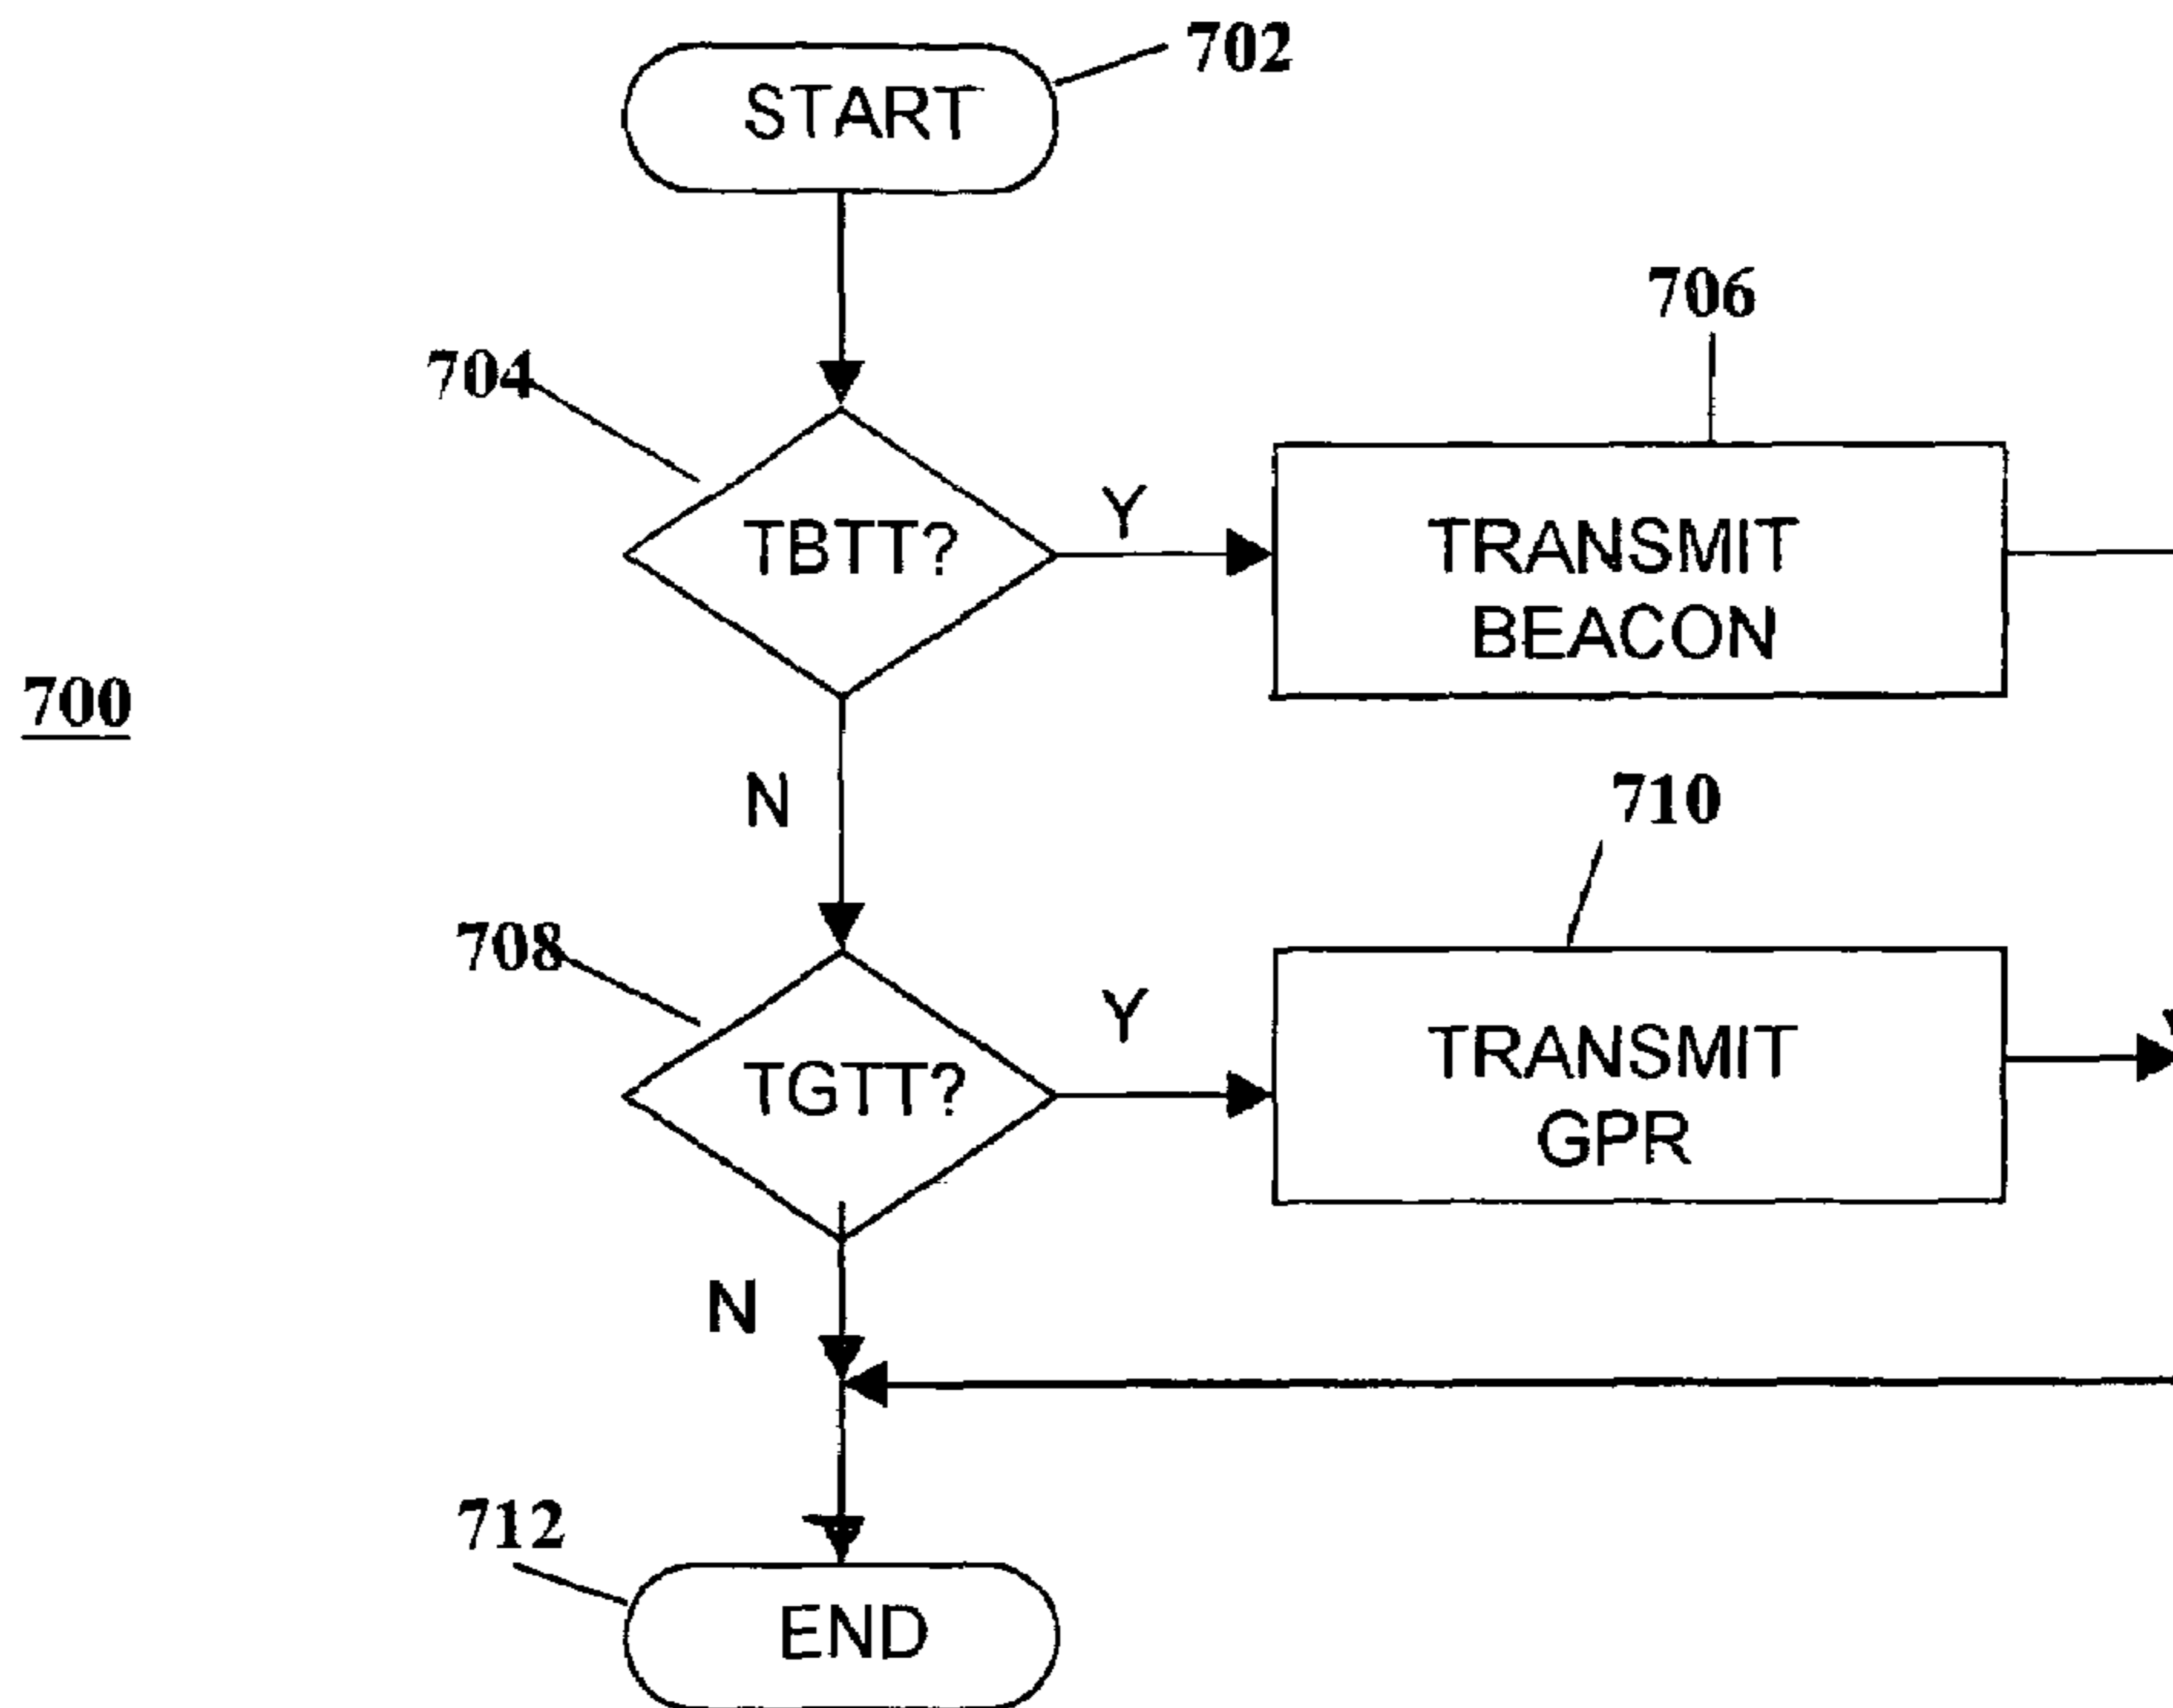 702
START
706
704
Y
TBTT?
TRANSMIT
BEACON
700
N
710
708
Y
TGTT?
TRANSMIT
GPR
N
712
END